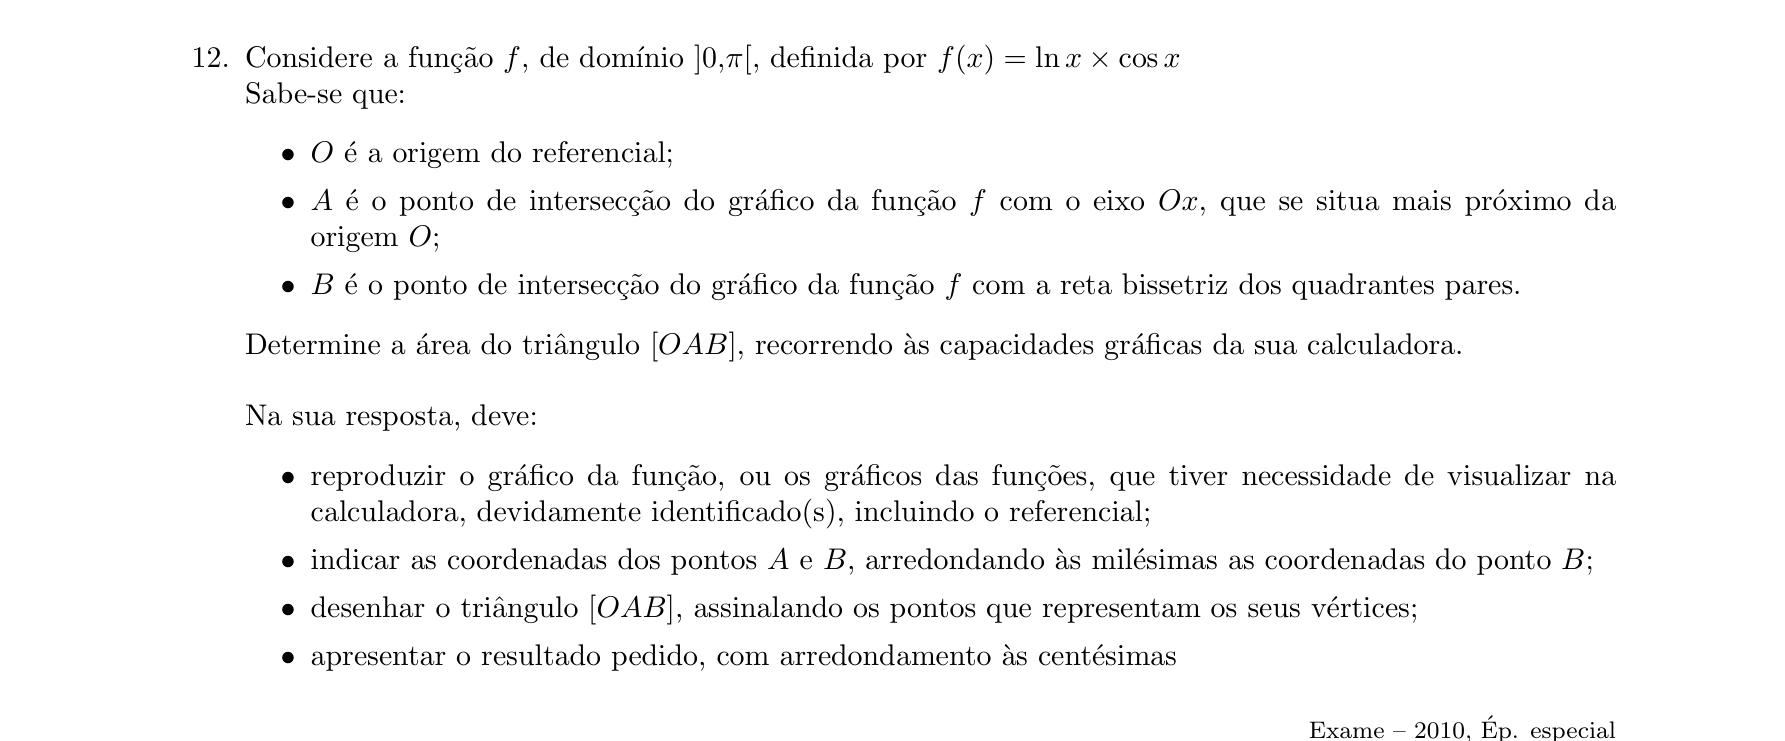 12. Considere a função f, de domínio ]0,π[, definida por f(x) = ln x × cos x
Sabe-se que:
• O é a origem do referencial;
• A é o ponto de intersecção do gráfico da função f com o eixo Ox, que se situa mais próximo da
origem O;
• B é o ponto de intersecção do gráfico da função f com a reta bissetriz dos quadrantes pares.
Determine a área do triângulo [OAB], recorrendo às capacidades gráficas da sua calculadora.
Na sua resposta, deve:
• reproduzir o gráfico da função, ou os gráficos das funções, que tiver necessidade de visualizar na
calculadora, devidamente identificado(s), incluindo o referencial;
• indicar as coordenadas dos pontos A e B, arredondando às milésimas as coordenadas do ponto B;
• desenhar o triângulo [OAB], assinalando os pontos que representam os seus vértices;
• apresentar o resultado pedido, com arredondamento às centésimas
Exame – 2010, Ép. especial